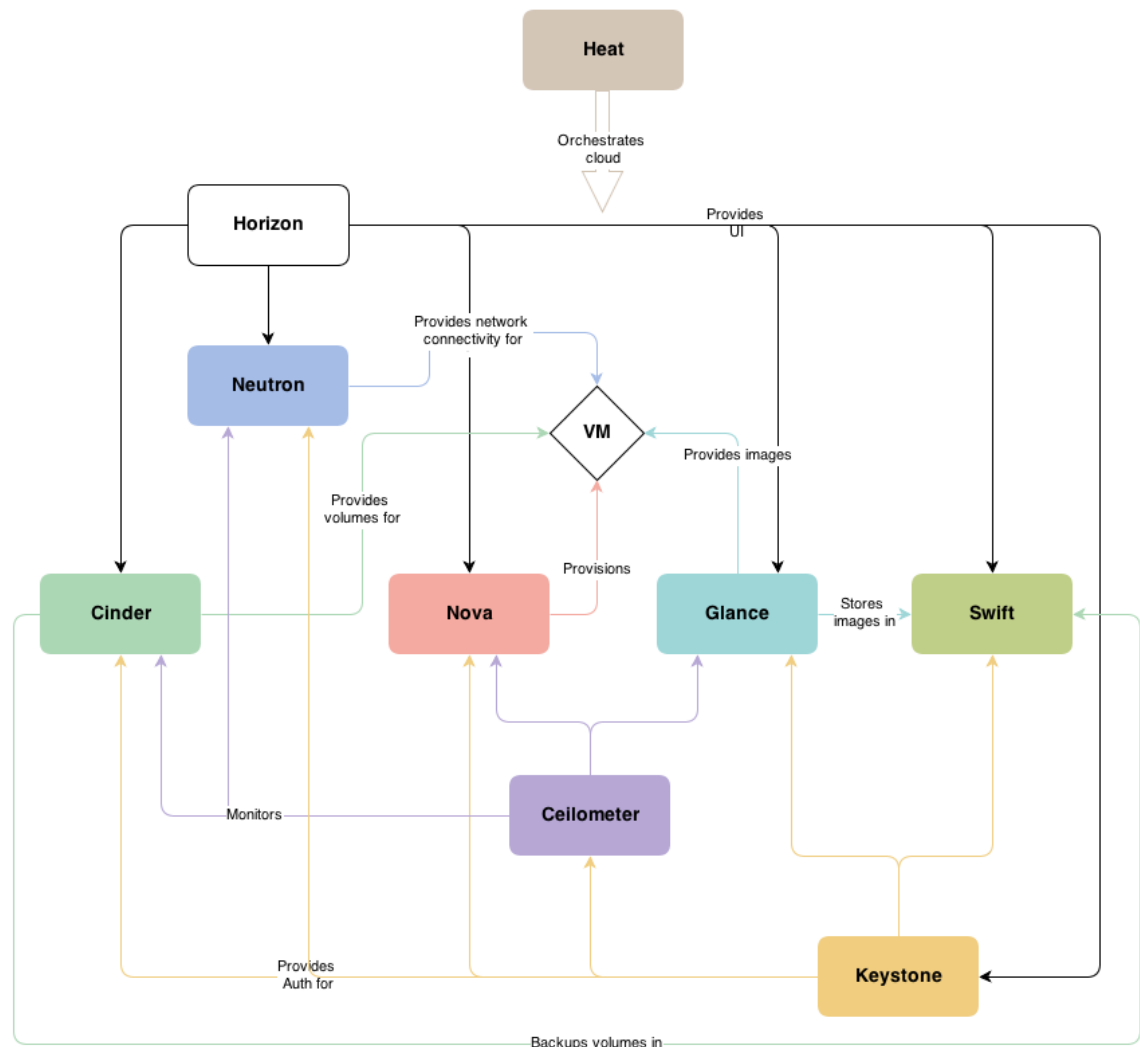 Heat
Orchestrates
cloud
Horizon
Provides
UI
Provides network
connectivity for
Neutron
VM
Provides images
Provides
volumes for
Provisions
Cinder
Nova
Glance
Stores
images in
Swift
Ceilometer
Monitors
Provides
Auth for
Keystone
Backups volumes in